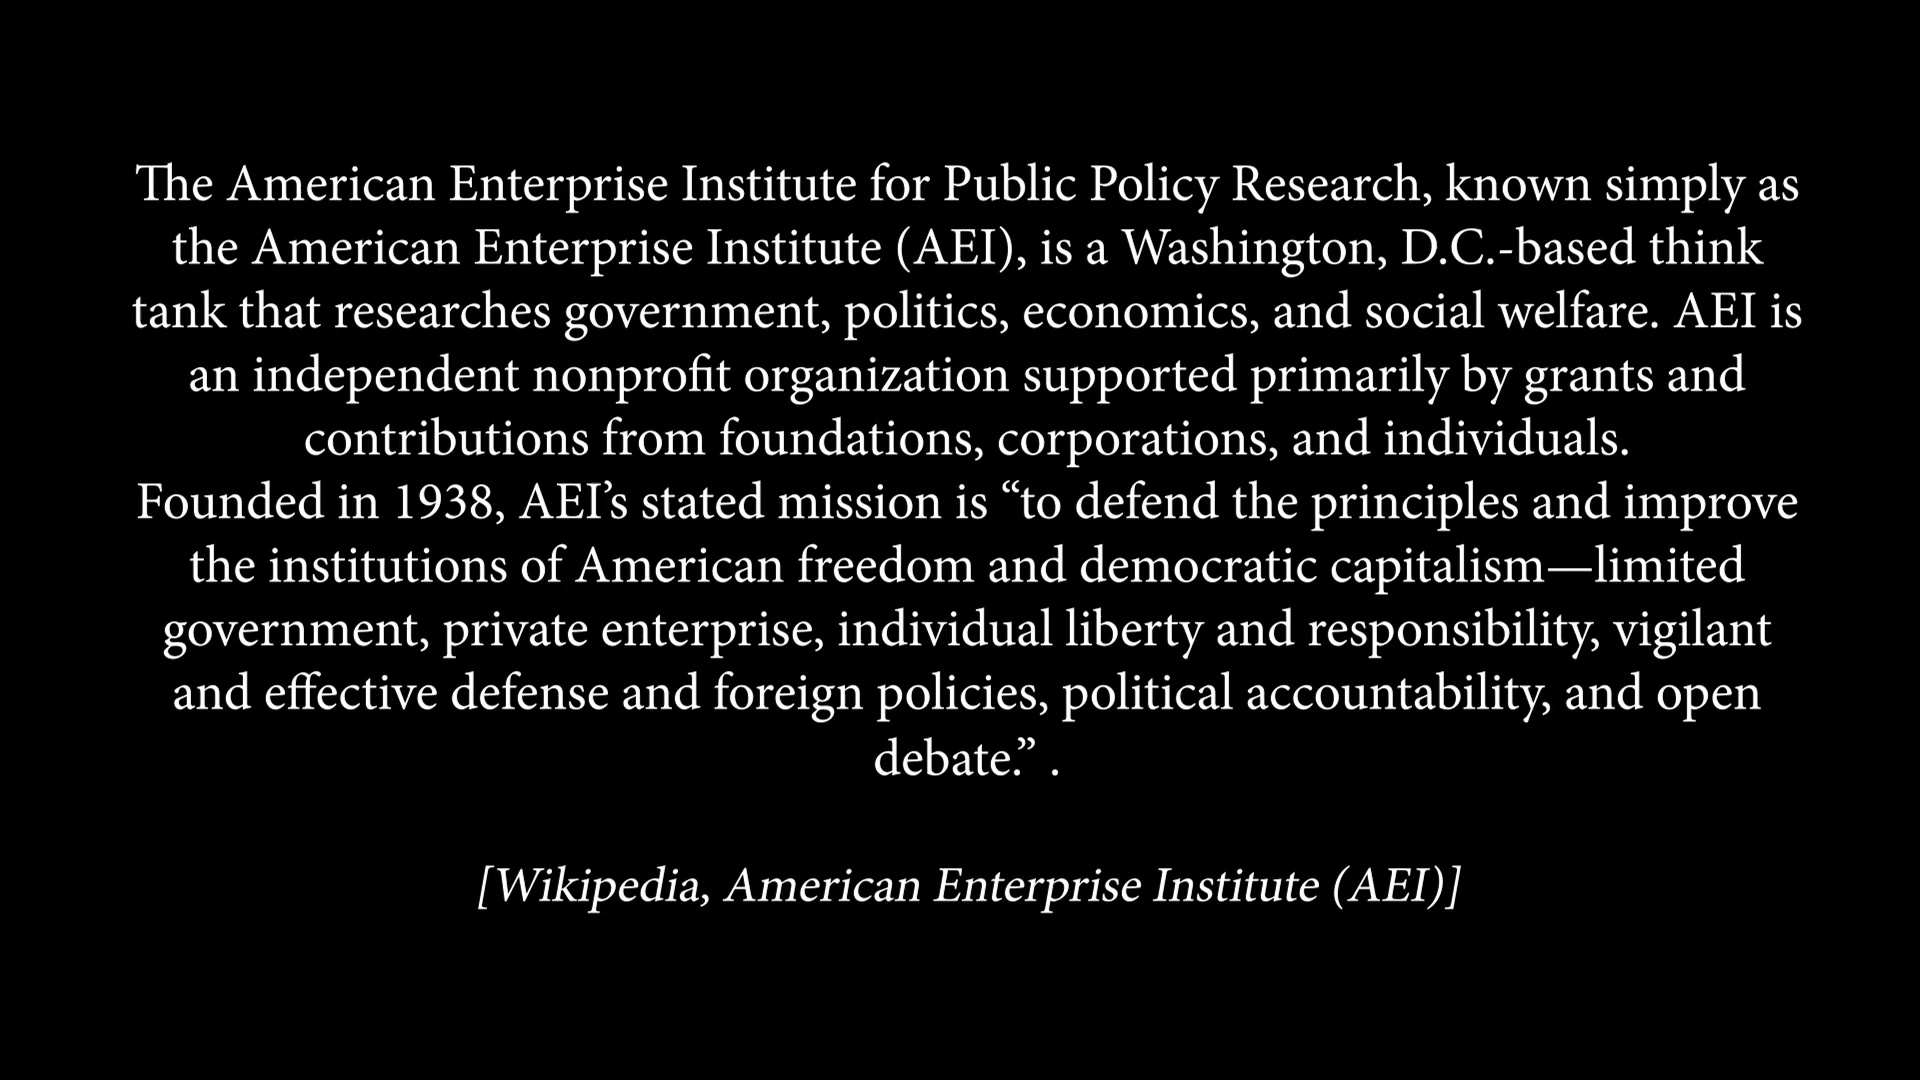 The American Enterprise Institute for Public Policy Research, known simply as
the American Enterprise Institute (AEI), is a Washington, D.C.-based think
tank that researches government, politics, economics, and social welfare. AEI is
an independent nonprofit organization supported primarily by grants and
contributions from foundations, corporations, and individuals.
Founded in 1938, AEI’s stated mission is “to defend the principles and improve
the institutions of American freedom and democratic capitalism—limited
government, private enterprise, individual liberty and responsibility, vigilant
and effective defense and foreign policies, political accountability, and open
debate.” .
[Wikipedia, American Enterprise Institute (AEI)]